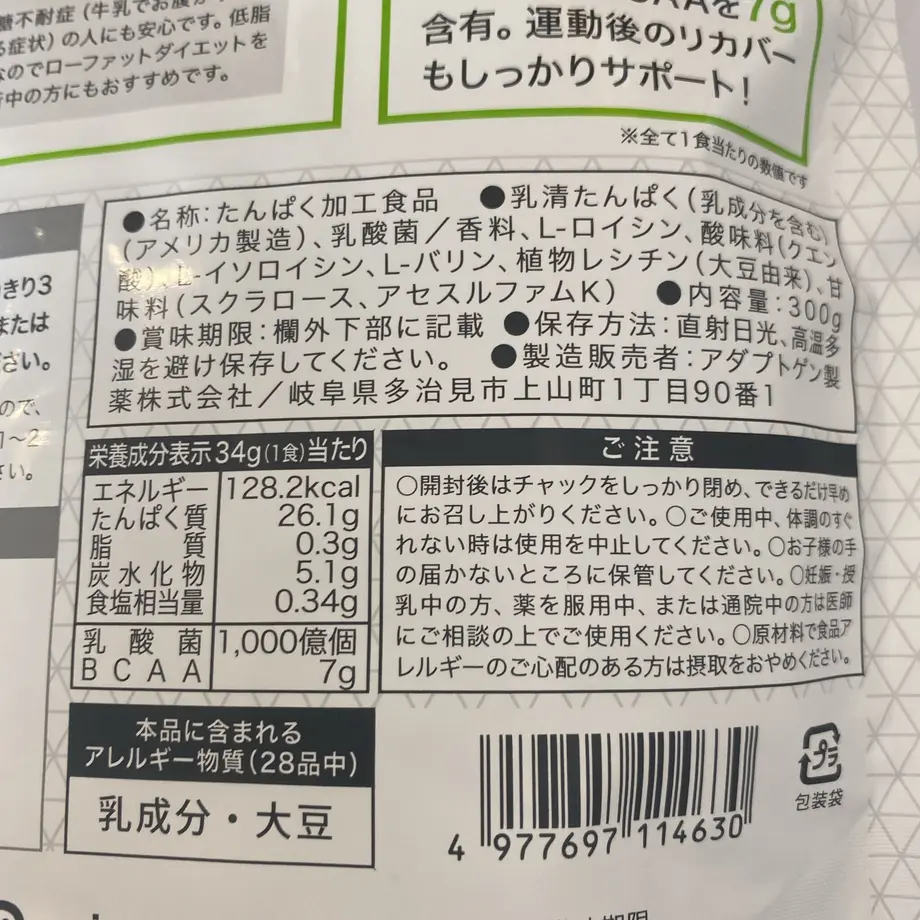 糖不耐症（牛乳でお腹が
る症状）の人にも安心です。低脂
なのでローファットダイエットを
行中の方にもおすすめです。
AAを7g
含有。運動後のリカバー
もしっかりサポート！
※全て1食当たりの数値です
きり3
または
ださい。
ので、
1〜2
さい。
●名称：たんぱく加工食品　●乳清たんぱく（乳成分を含む）
（アメリカ製造）、乳酸菌／香料、L-ロイシン、酸味料（クエン
酸）、L-イソロイシン、L-バリン、植物レシチン（大豆由来）、甘
味料（スクラロース、アセスルファムK）　●内容量：300g
●賞味期限：欄外下部に記載　●保存方法：直射日光、高温多
湿を避け保存してください。　●製造販売者：アダプトゲン製
薬株式会社／岐阜県多治見市上山町1丁目90番1
栄養成分表示34g（1食）当たり
エネルギー 128.2kcal
たんぱく質 26.1g
脂質 0.3g
炭水化物 5.1g
食塩相当量 0.34g
乳酸菌 1,000億個
BCAA 7g
ご注意
○開封後はチャックをしっかり閉め、できるだけ早め
にお召し上がりください。○ご使用中、体調のすぐ
れない時は使用を中止してください。○お子様の手
の届かないところに保管してください。○妊娠・授
乳中の方、薬を服用中、または通院中の方は医師
にご相談の上でご使用ください。○原材料で食品ア
レルギーのご心配のある方は摂取をおやめください。
本品に含まれる
アレルギー物質（28品中）
乳成分・大豆
4 977697 114630
プラ
包装袋